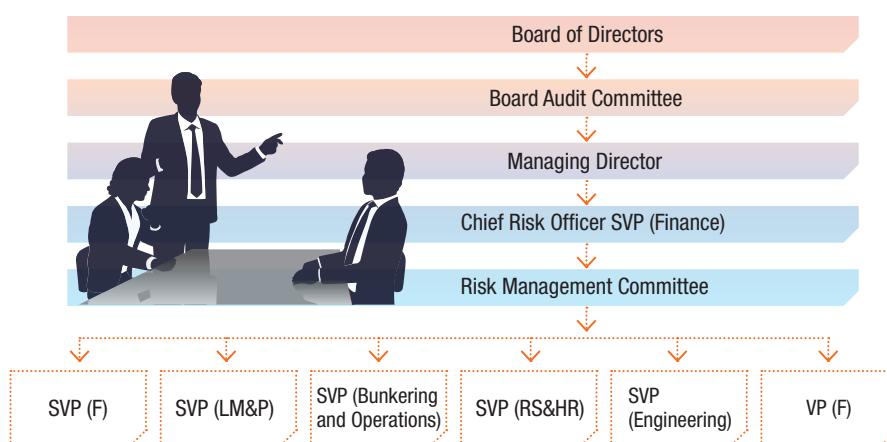 Board of Directors
Board Audit Committee
Managing Director
Chief Risk Officer SVP (Finance)
Risk Management Committee
SVP (F)
SVP (LM&P)
SVP (Bunkering
and Operations)
SVP (RS&HR)
SVP
(Engineering)
VP (F)